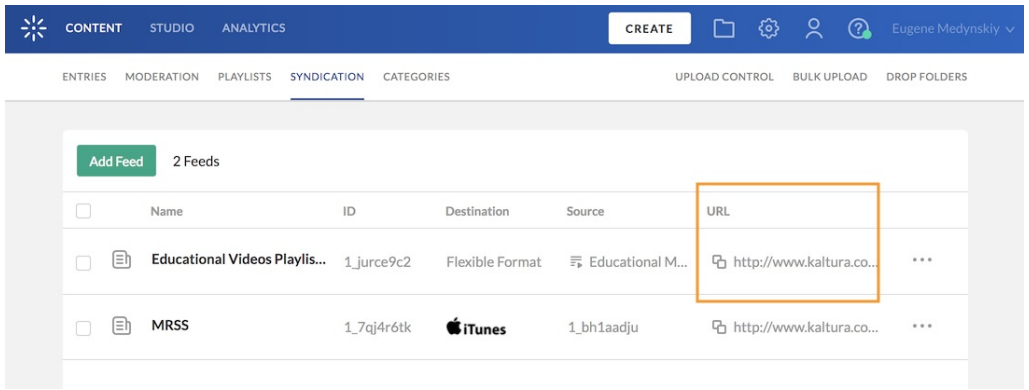 CONTENT STUDIO ANALYTICS CREATE Eugene Medynskiy
ENTRIES MODERATION PLAYLISTS SYNDICATION CATEGORIES UPLOAD CONTROL BULK UPLOAD DROP FOLDERS
Add Feed 2 Feeds
Name ID Destination Source URL
Educational Videos Playlis... 1_jurce9c2 Flexible Format Educational M... http://www.kaltura.co...
MRSS 1_7qj4r6tk iTunes 1_bh1aadju http://www.kaltura.co...